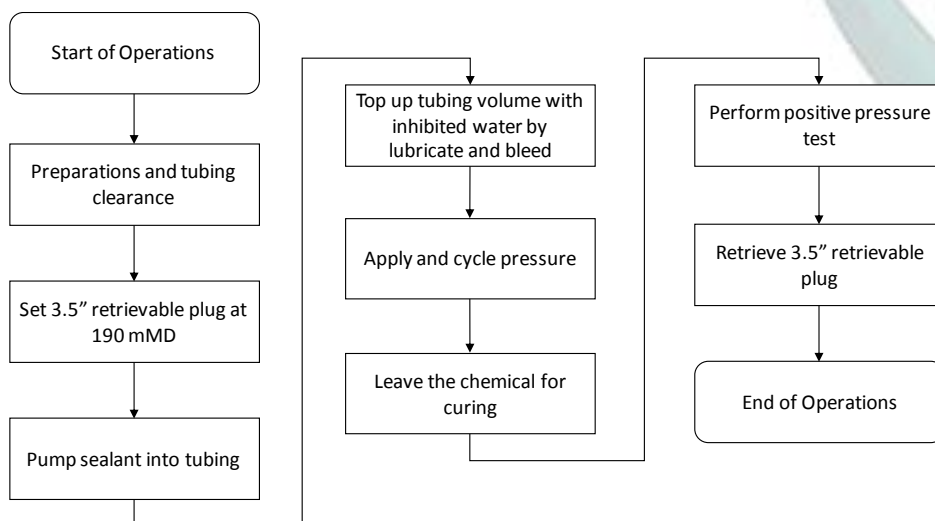 Start of Operations
Preparations and tubing
clearance
Set 3.5” retrievable plug at
190 mMD
Pump sealant into tubing
Top up tubing volume with
inhibited water by
lubricate and bleed
Apply and cycle pressure
Leave the chemical for
curing
Perform positive pressure
test
Retrieve 3.5” retrievable
plug
End of Operations